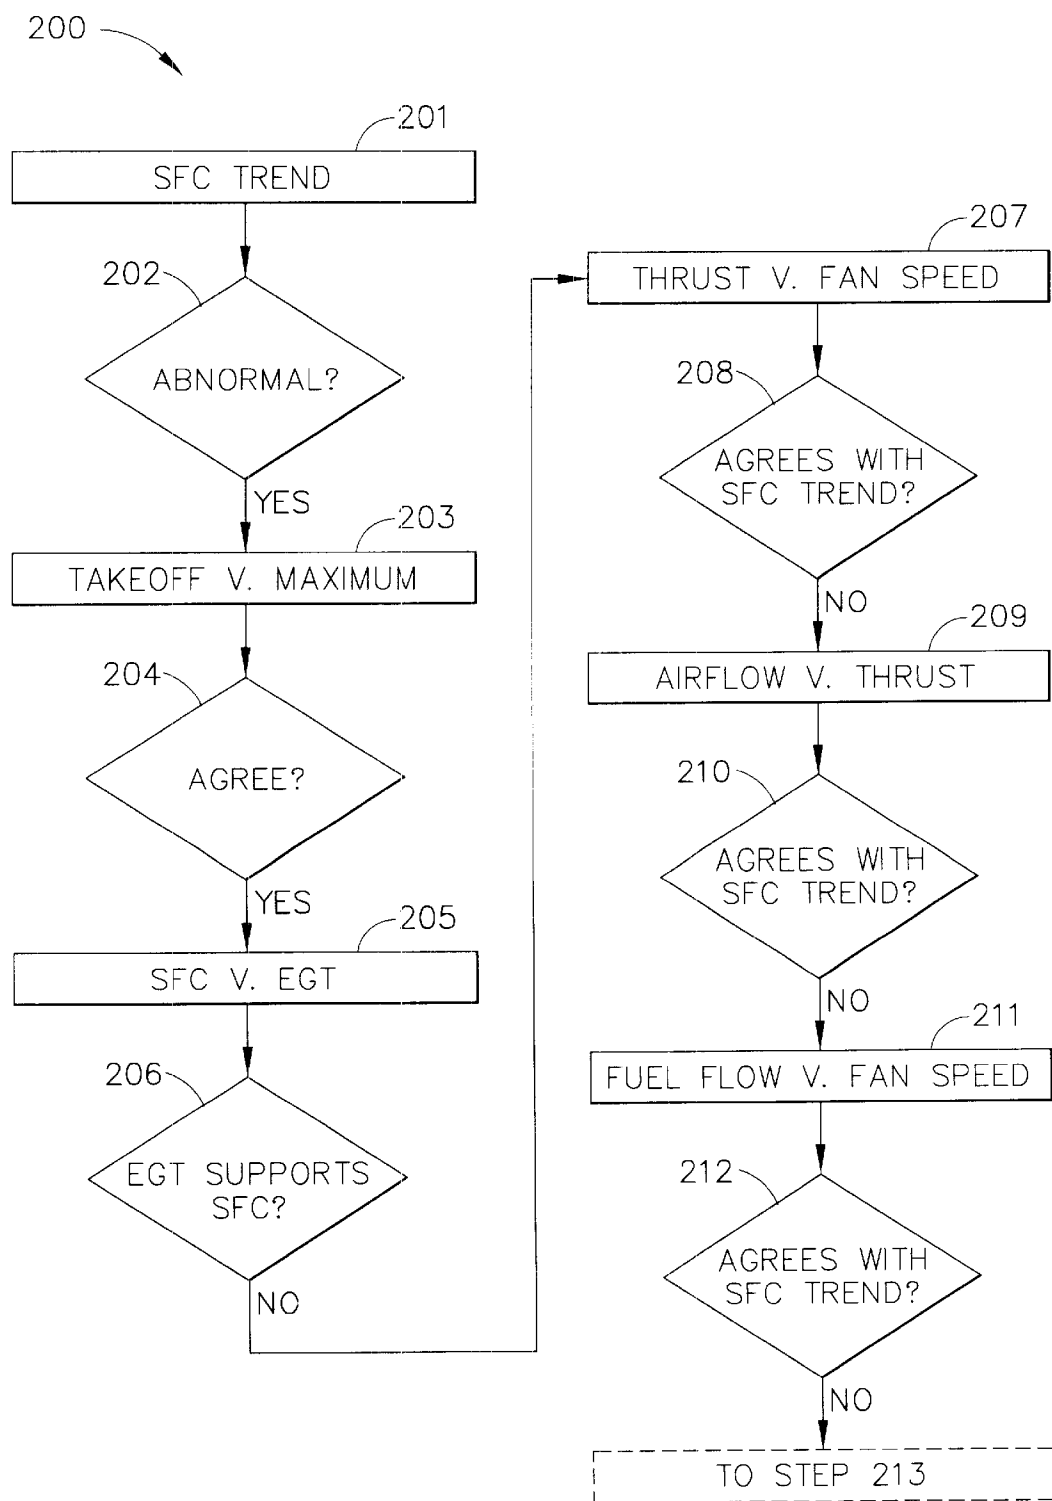 200
201
SFC TREND
202
ABNORMAL?
YES
203
TAKEOFF V. MAXIMUM
204
AGREE?
YES
205
SFC V. EGT
206
EGT SUPPORTS
SFC?
NO
207
THRUST V. FAN SPEED
208
AGREES WITH
SFC TREND?
NO
209
AIRFLOW V. THRUST
210
AGREES WITH
SFC TREND?
NO
211
FUEL FLOW V. FAN SPEED
212
AGREES WITH
SFC TREND?
NO
TO STEP 213